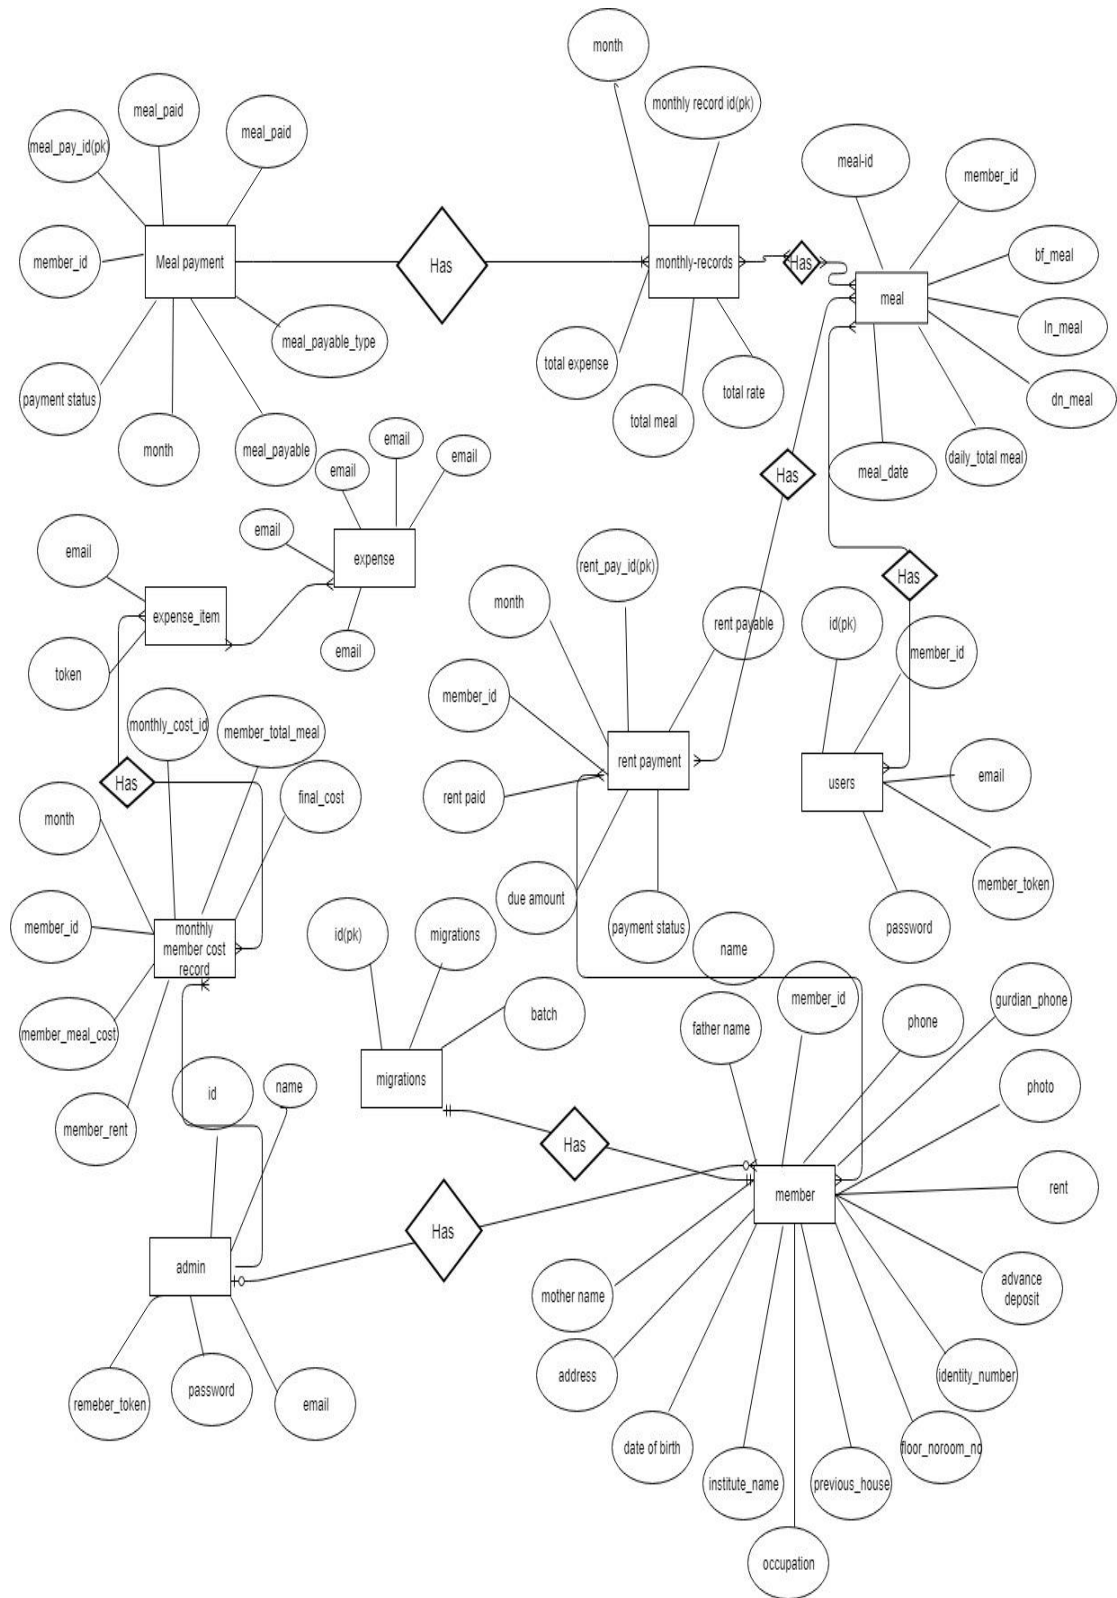 month
monthly record id(pk)
meal_paid
meal_paid
meal_pay_id(pk)
meal-id
member_id
member_id
Meal payment
Has
monthly-records
Has
bf_meal
meal
ln_meal
meal_payable_type
total expense
total rate
payment status
total meal
dn_meal
month
meal_payable
email
email
email
email
Has
meal_date
daily_total meal
email
expense
rent_pay_id(pk)
Has
month
expense_item
rent payable
id(pk)
member_id
email
token
member_id
monthly_cost_id
member_total_meal
rent payment
Has
final_cost
rent paid
users
email
month
member_token
due amount
payment status
password
member_id
monthly
member cost
record
id(pk)
migrations
name
member_id
gurdian_phone
member_meal_cost
batch
father name
phone
migrations
id
name
photo
member_rent
Has
member
rent
Has
admin
mother name
advance
deposit
address
identity_number
remeber_token
password
email
date of birth
institute_name
previous_house
floor_noroom_no
occupation